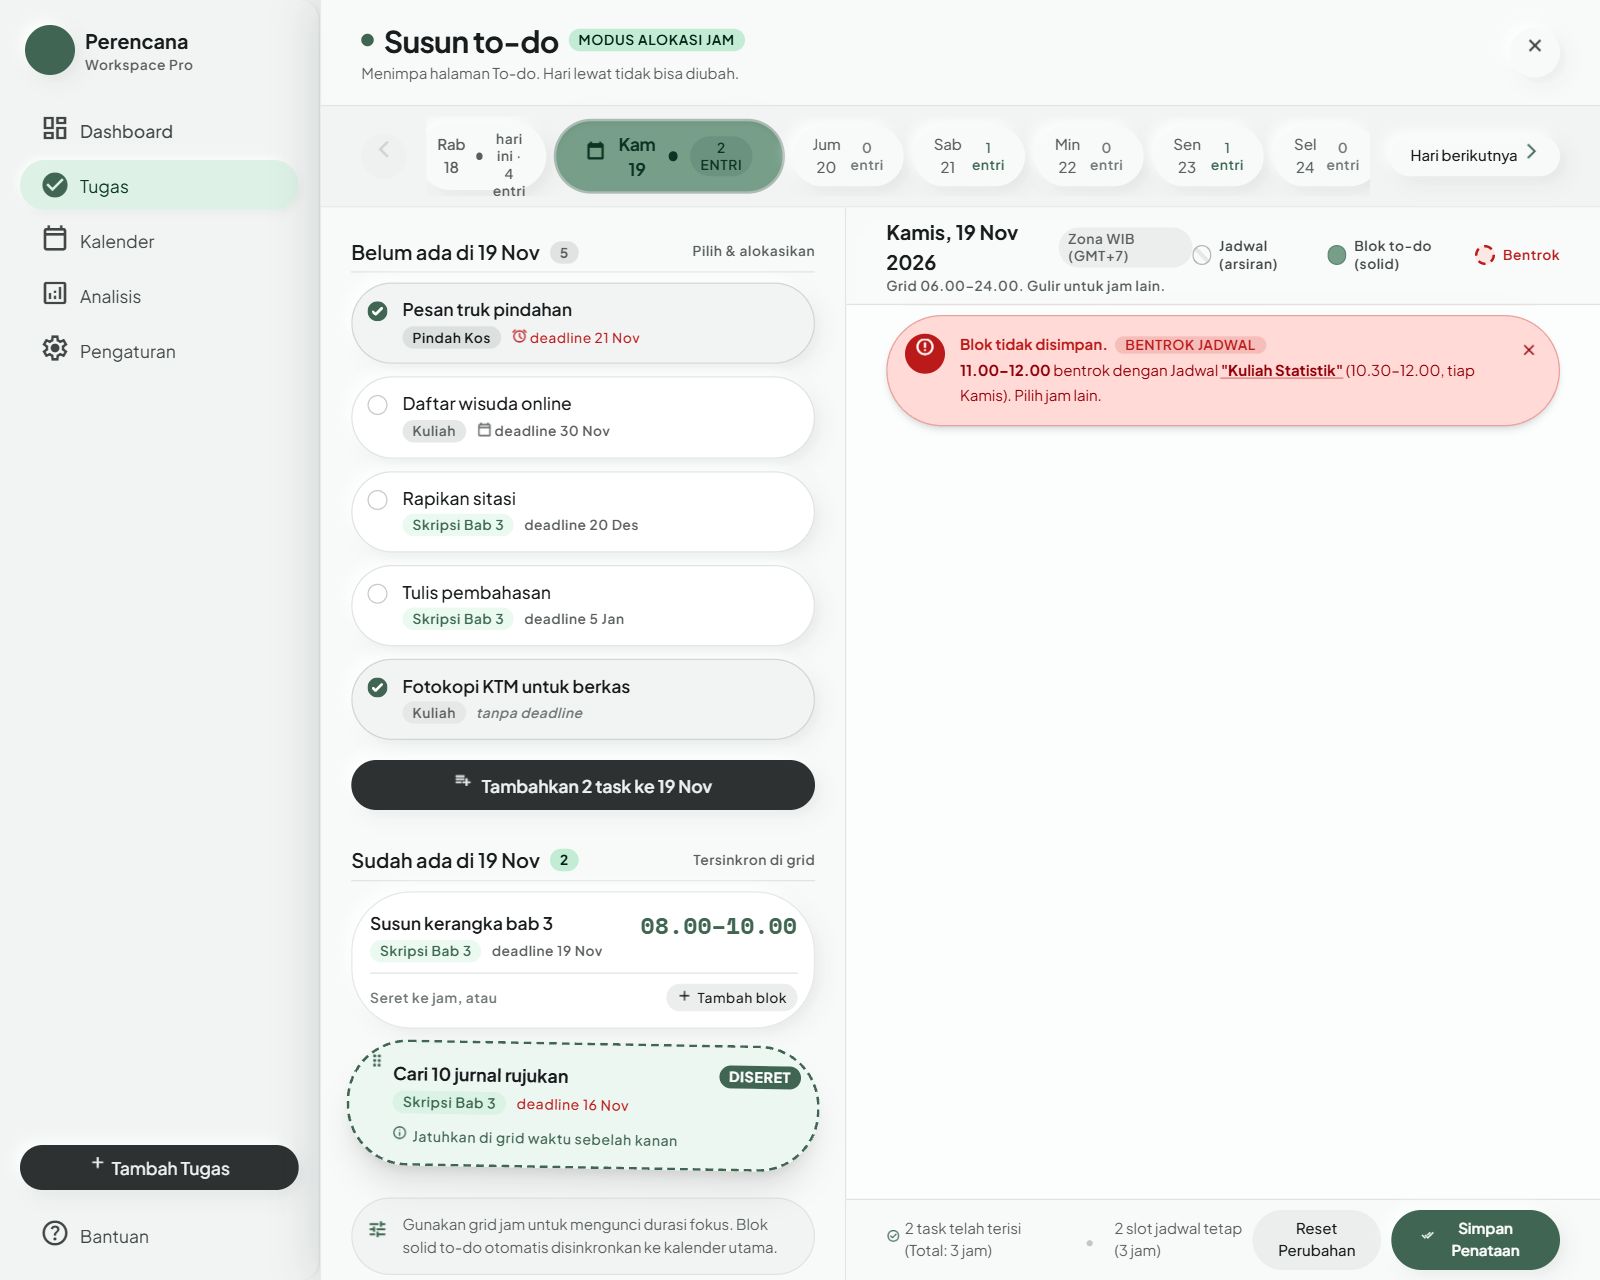 Perencana
Workspace Pro
Dashboard
Tugas
Kalender
Analisis
Pengaturan
Tambah Tugas
Bantuan
Susun to-do
MODUS ALOKASI JAM
Menimpa halaman To-do. Hari lewat tidak bisa diubah.
Rab
18
hari
ini ·
4
entri
Kam
19
2
ENTRI
Jum
20
0
entri
Sab
21
1
entri
Min
22
0
entri
Sen
23
1
entri
Sel
24
0
entri
Hari berikutnya
Belum ada di 19 Nov 5
Pilih & alokasikan
Pesan truk pindahan
Pindah Kos deadline 21 Nov
Daftar wisuda online
Kuliah deadline 30 Nov
Rapikan sitasi
Skripsi Bab 3 deadline 20 Des
Tulis pembahasan
Skripsi Bab 3 deadline 5 Jan
Fotokopi KTM untuk berkas
Kuliah tanpa deadline
Tambahkan 2 task ke 19 Nov
Sudah ada di 19 Nov 2
Tersinkron di grid
Susun kerangka bab 3
08.00–10.00
Skripsi Bab 3 deadline 19 Nov
Seret ke jam, atau
+ Tambah blok
Cari 10 jurnal rujukan
DISERET
Skripsi Bab 3 deadline 16 Nov
Jatuhkan di grid waktu sebelah kanan
Gunakan grid jam untuk mengunci durasi fokus. Blok
solid to-do otomatis disinkronkan ke kalender utama.
Kamis, 19 Nov
2026
Zona WIB
(GMT+7)
Jadwal
(arsiran)
Blok to-do
(solid)
Bentrok
Grid 06.00–24.00. Gulir untuk jam lain.
Blok tidak disimpan. BENTROK JADWAL
11.00–12.00 bentrok dengan Jadwal "Kuliah Statistik" (10.30–12.00, tiap
Kamis). Pilih jam lain.
2 task telah terisi
(Total: 3 jam)
2 slot jadwal tetap
(3 jam)
Reset
Perubahan
Simpan
Penataan